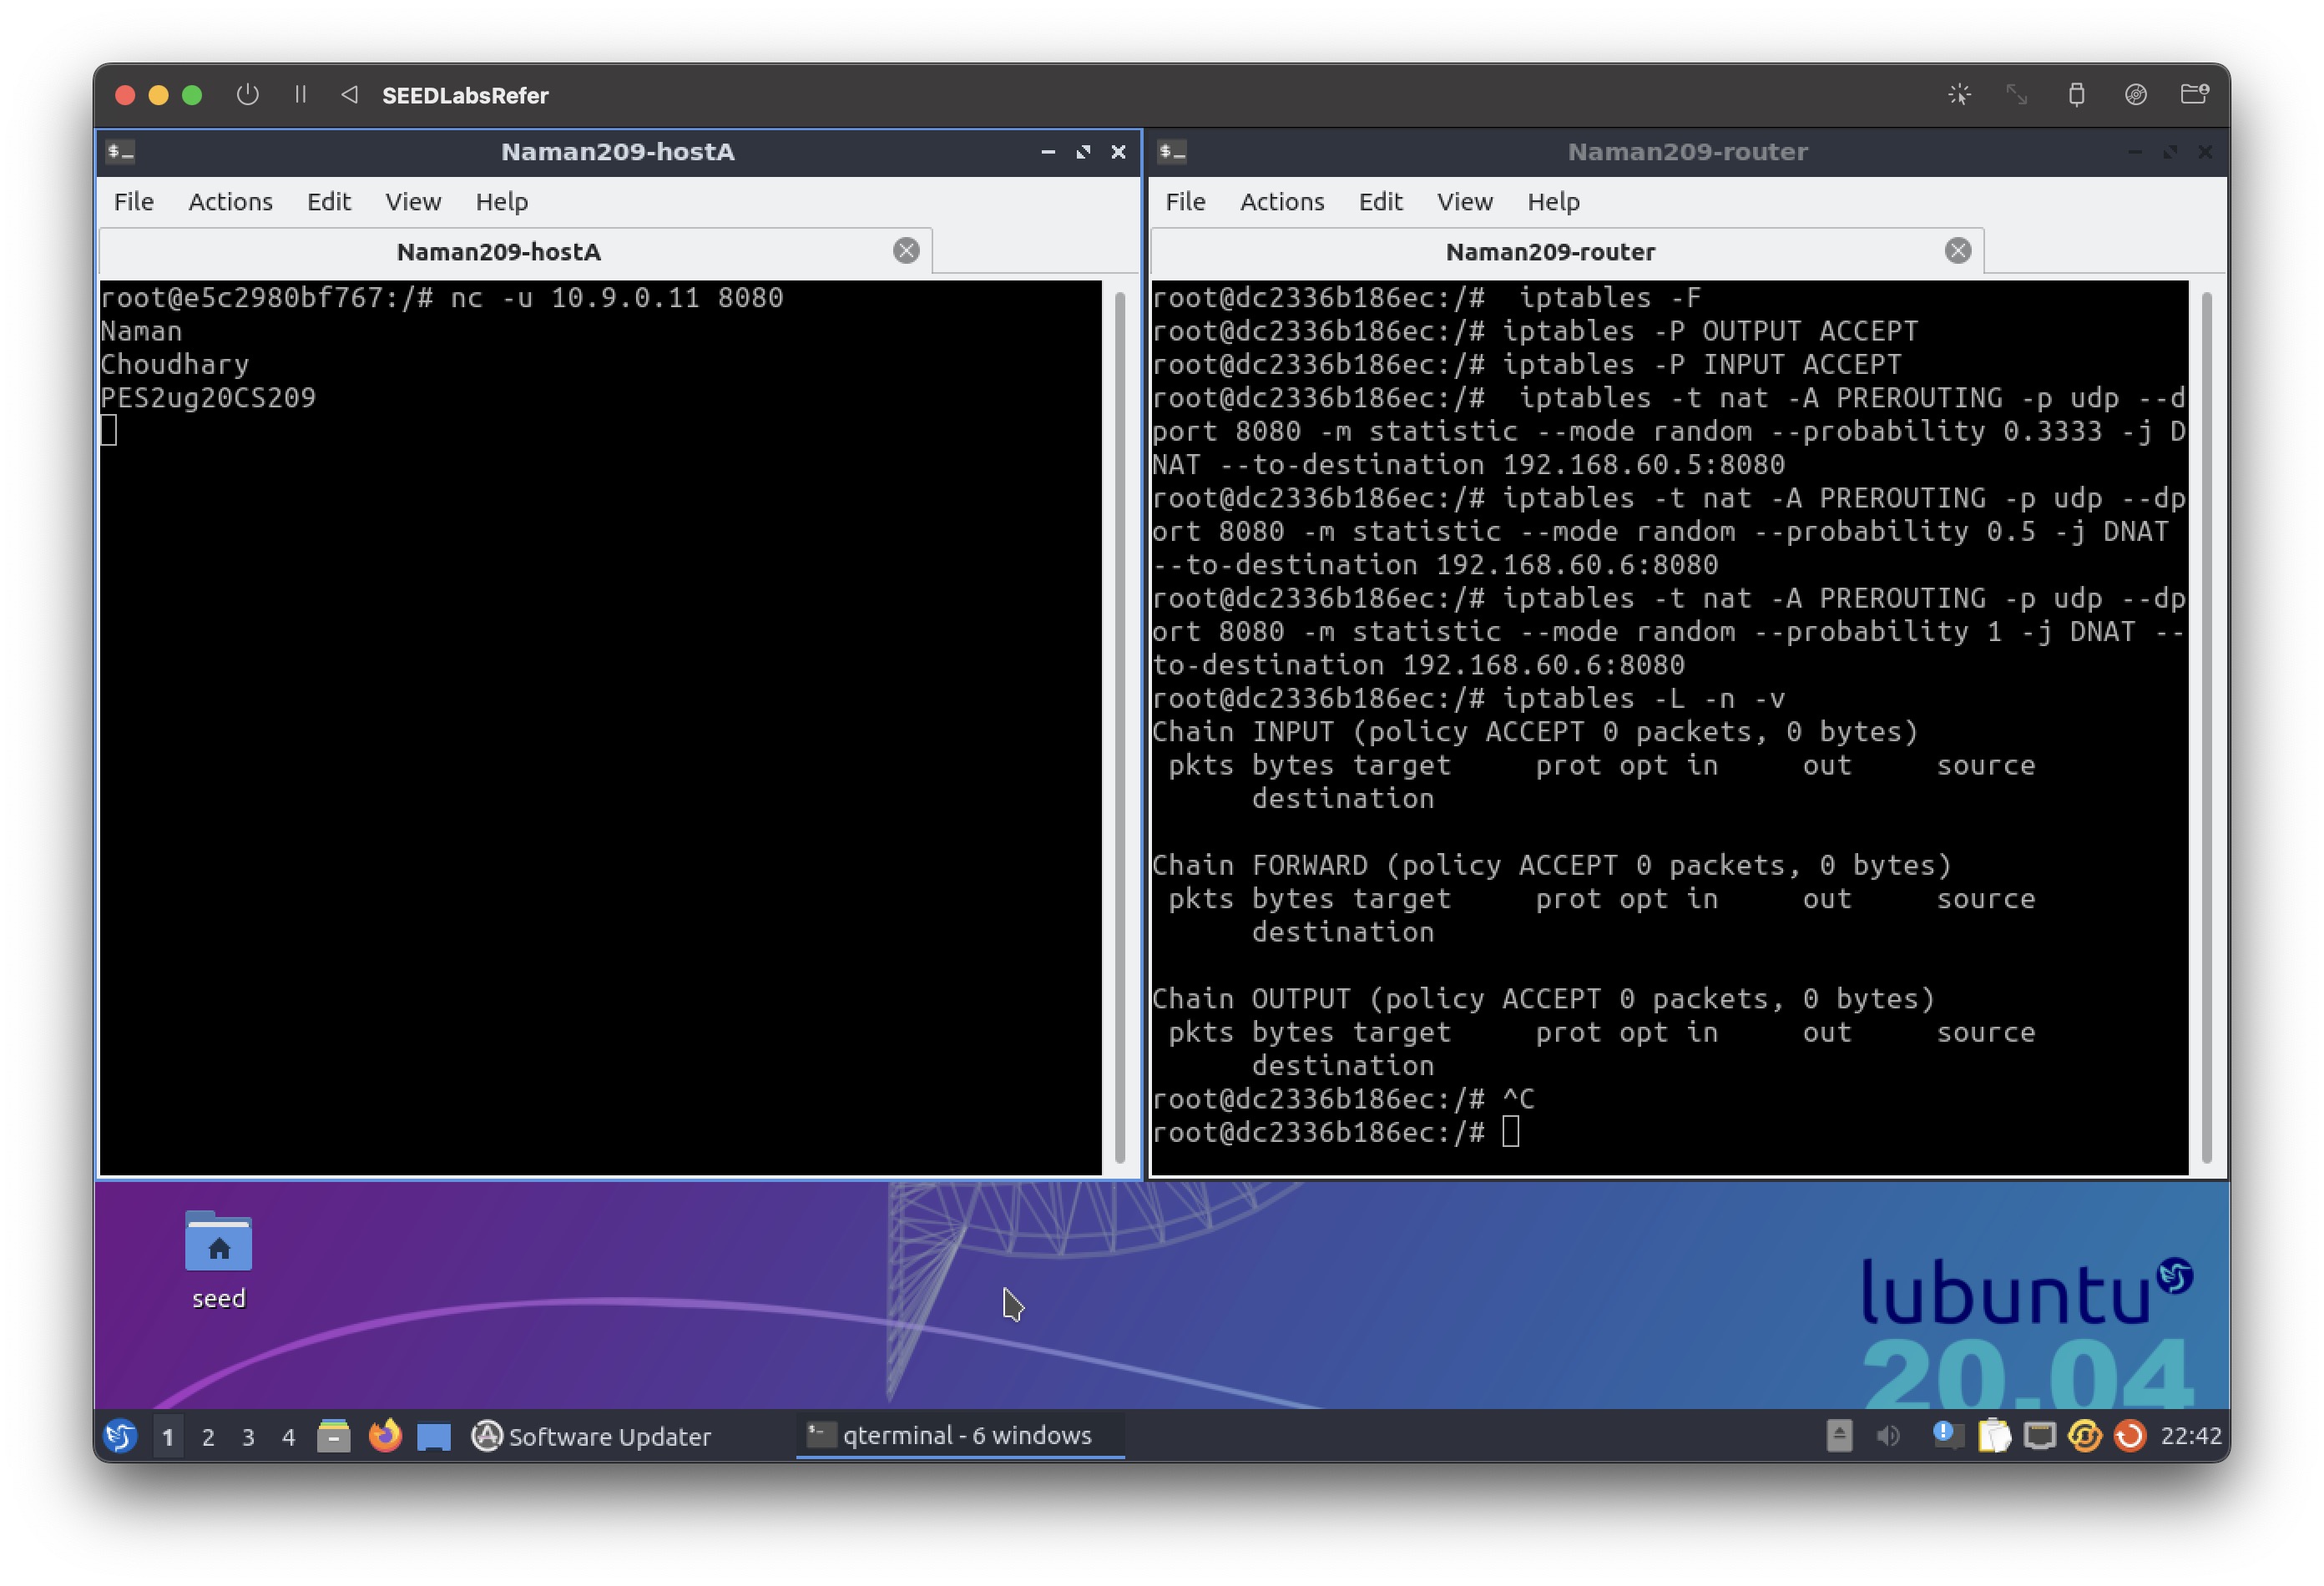 SEEDLabsRefer
Naman209-hostA
File Actions Edit View Help
Naman209-hostA
root@e5c2980bf767:/# nc -u 10.9.0.11 8080
Naman
Choudhary
PES2ug20CS209
Naman209-router
File Actions Edit View Help
Naman209-router
root@dc2336b186ec:/#  iptables -F
root@dc2336b186ec:/# iptables -P OUTPUT ACCEPT
root@dc2336b186ec:/# iptables -P INPUT ACCEPT
root@dc2336b186ec:/#  iptables -t nat -A PREROUTING -p udp --d
port 8080 -m statistic --mode random --probability 0.3333 -j D
NAT --to-destination 192.168.60.5:8080
root@dc2336b186ec:/# iptables -t nat -A PREROUTING -p udp --dp
ort 8080 -m statistic --mode random --probability 0.5 -j DNAT
--to-destination 192.168.60.6:8080
root@dc2336b186ec:/# iptables -t nat -A PREROUTING -p udp --dp
ort 8080 -m statistic --mode random --probability 1 -j DNAT --
to-destination 192.168.60.6:8080
root@dc2336b186ec:/# iptables -L -n -v
Chain INPUT (policy ACCEPT 0 packets, 0 bytes)
 pkts bytes target     prot opt in     out     source
      destination
Chain FORWARD (policy ACCEPT 0 packets, 0 bytes)
 pkts bytes target     prot opt in     out     source
      destination
Chain OUTPUT (policy ACCEPT 0 packets, 0 bytes)
 pkts bytes target     prot opt in     out     source
      destination
root@dc2336b186ec:/# ^C
root@dc2336b186ec:/#
seed
lubuntu
20.04
1 2 3 4 Software Updater qterminal - 6 windows 22:42